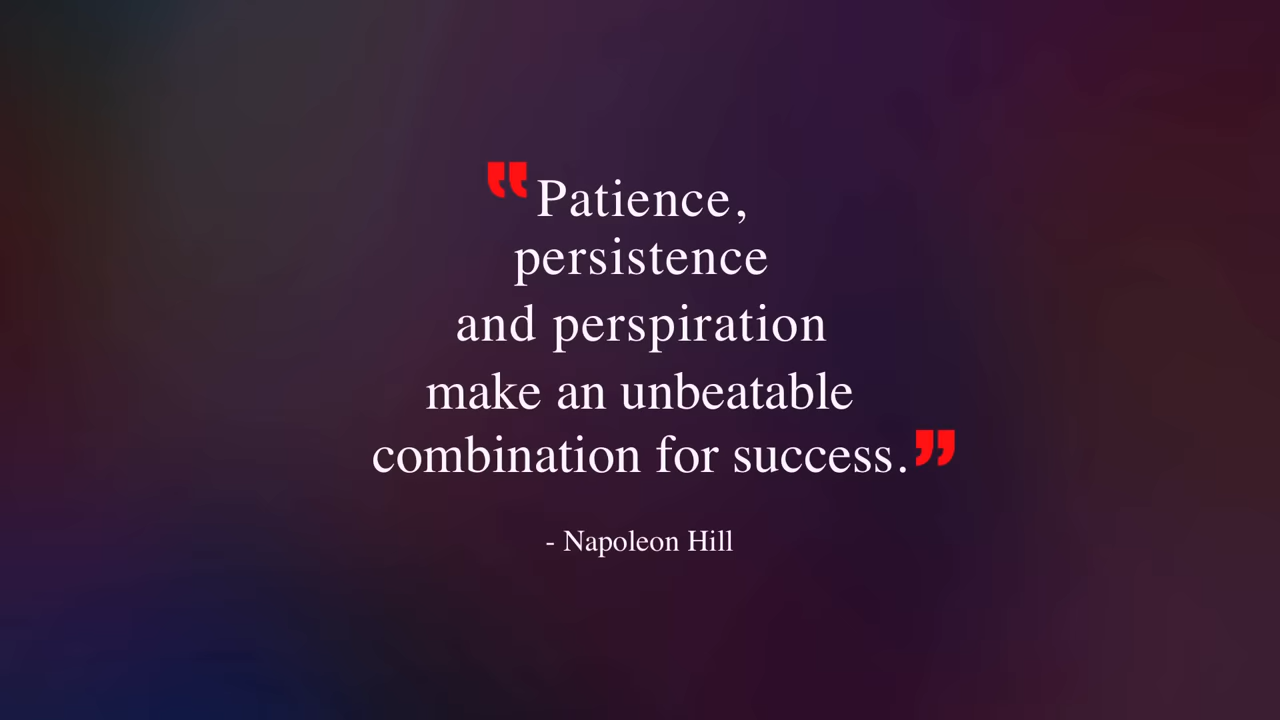 “Patience,
persistence
and perspiration
make an unbeatable
combination for success.”
- Napoleon Hill